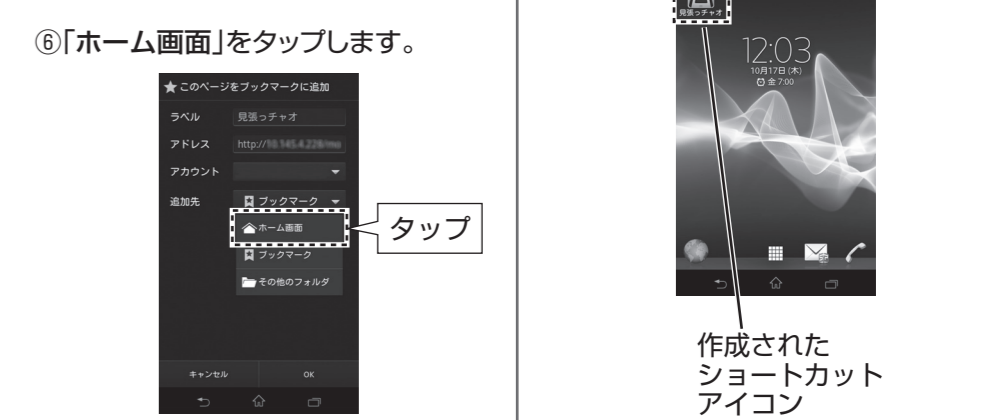 ⑥「ホーム画面」をタップします。
★このページをブックマークに追加
ラベル 見張っチャオ
アドレス http://
アカウント
追加先 ブックマーク
ホーム画面
ブックマーク
その他のフォルダ
キャンセル OK
タップ
見張っチャオ
12:03
10月17日 (木)
金 7:00
作成された
ショートカット
アイコン